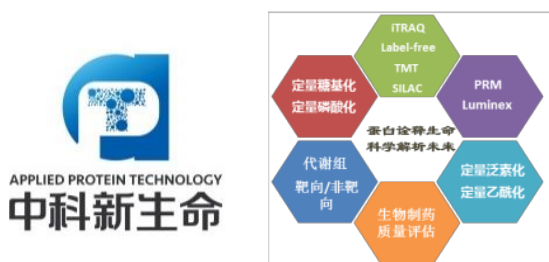 APPLIED PROTEIN TECHNOLOGY
中科新生命
iTRAQ
Label-free
TMT
SILAC
定量糖基化
定量磷酸化
PRM
Luminex
蛋白诠释生命
科学解析未来
代谢组
靶向/非靶
向
定量泛素化
定量乙酰化
生物制药
质量评估